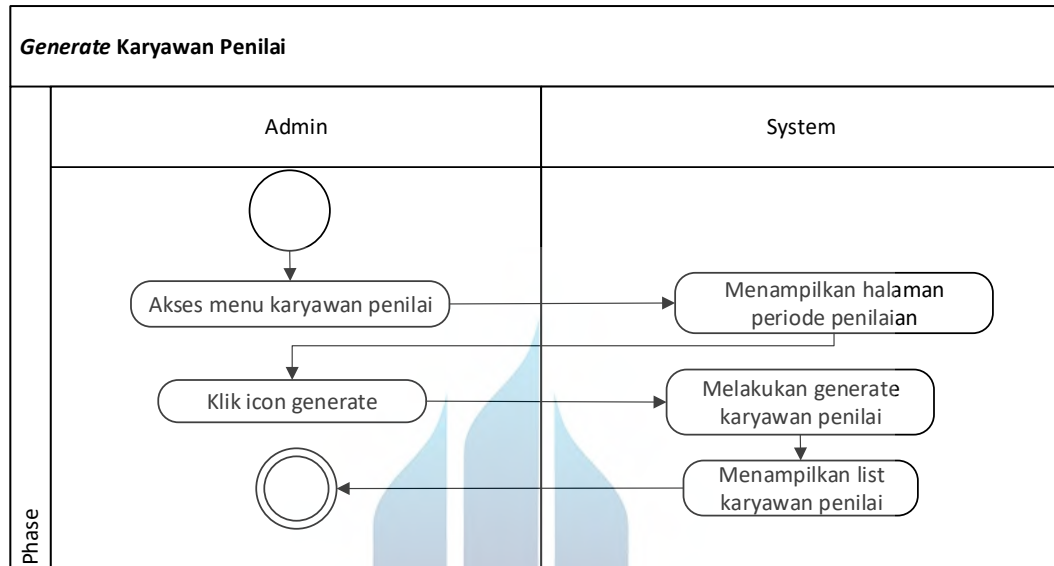 Generate Karyawan Penilai
Admin
System
Akses menu karyawan penilai
Menampilkan halaman
periode penilaian
Klik icon generate
Melakukan generate
karyawan penilai
Menampilkan list
karyawan penilai
Phase